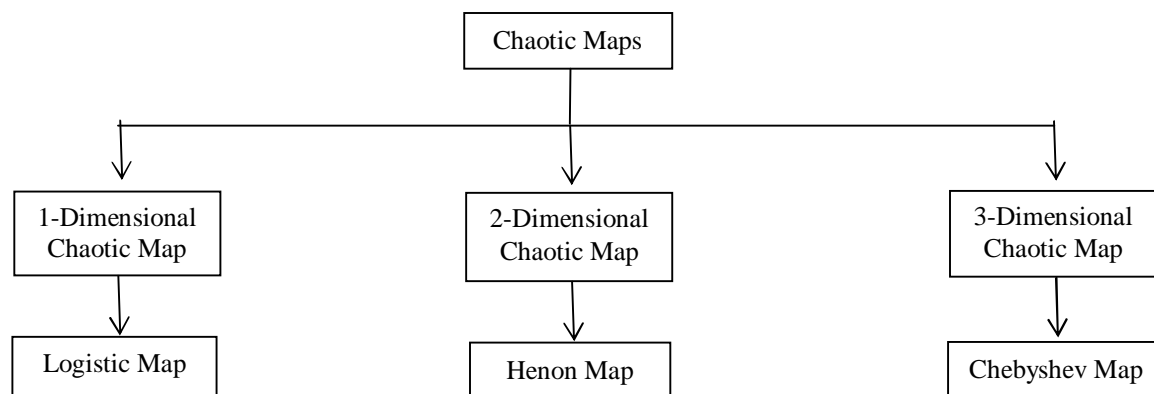 Chaotic Maps
1-Dimensional
Chaotic Map
2-Dimensional
Chaotic Map
3-Dimensional
Chaotic Map
Logistic Map
Henon Map
Chebyshev Map